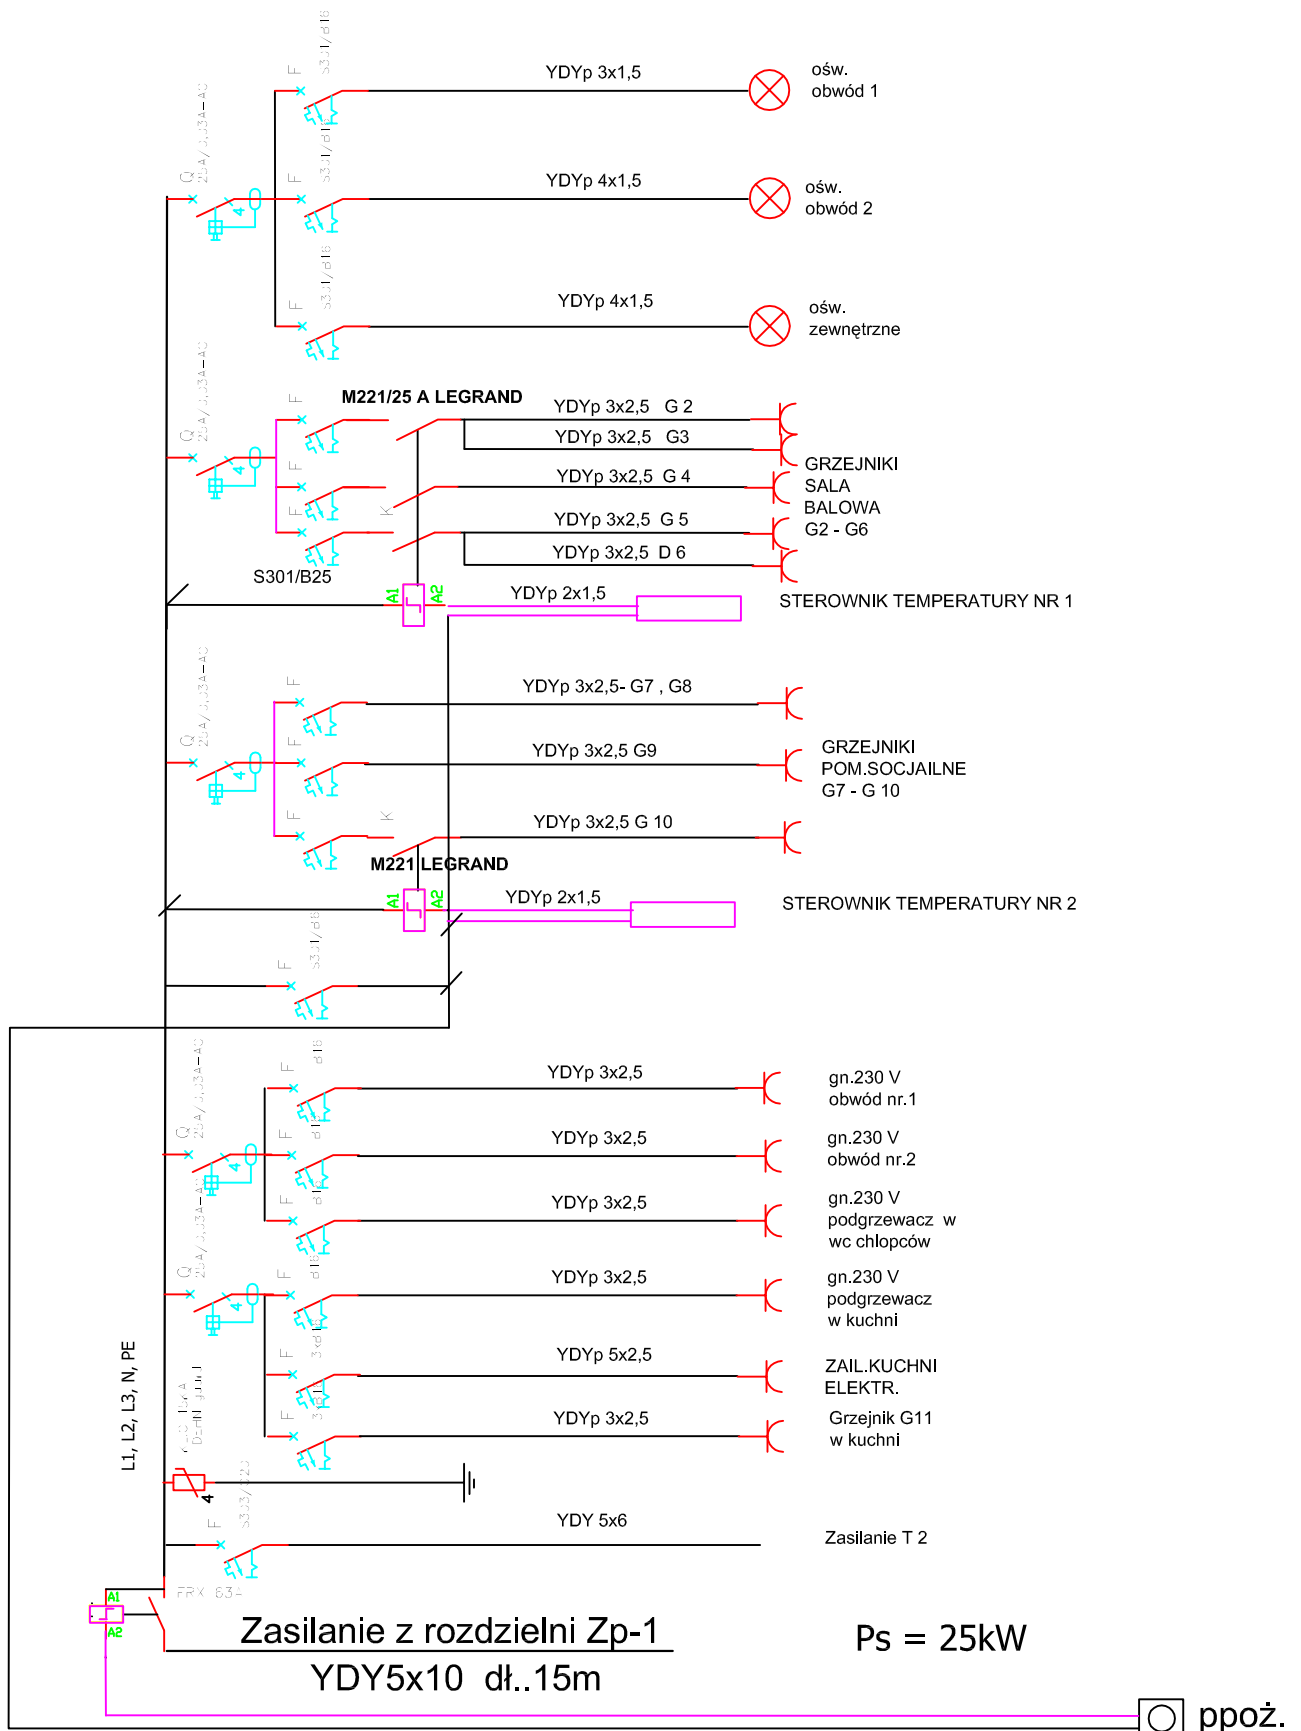 YDYp 3x1,5
ośw.
obwód 1
YDYp 4x1,5
ośw.
obwód 2
YDYp 4x1,5
ośw.
zewnętrzne
F
F
F
Q
4
M221/25 A LEGRAND
YDYp 3x2,5 G 2
YDYp 3x2,5 G3
YDYp 3x2,5 G 4
YDYp 3x2,5 G 5
YDYp 3x2,5 D 6
GRZEJNIKI
SALA
BALOWA
G2 - G6
F
F
F
Q
4
K
S301/B25
A1
A2
YDYp 2x1,5
STEROWNIK TEMPERATURY NR 1
YDYp 3x2,5- G7 , G8
YDYp 3x2,5 G9
YDYp 3x2,5 G 10
GRZEJNIKI
POM.SOCJAILNE
G7 - G 10
F
F
F
Q
4
K
M221 LEGRAND
A1
A2
YDYp 2x1,5
STEROWNIK TEMPERATURY NR 2
F
YDYp 3x2,5
gn.230 V
obwód nr.1
YDYp 3x2,5
gn.230 V
obwód nr.2
YDYp 3x2,5
gn.230 V
podgrzewacz w
wc chlopców
F
F
F
Q
4
YDYp 3x2,5
gn.230 V
podgrzewacz
w kuchni
YDYp 5x2,5
ZAIL.KUCHNI
ELEKTR.
YDYp 3x2,5
Grzejnik G11
w kuchni
F
F
F
Q
4
L1, L2, L3, N, PE
4
F
YDY 5x6
Zasilanie T 2
A1
A2
Zasilanie z rozdzielni Zp-1
YDY5x10 dł..15m
Ps = 25kW
ppoż.